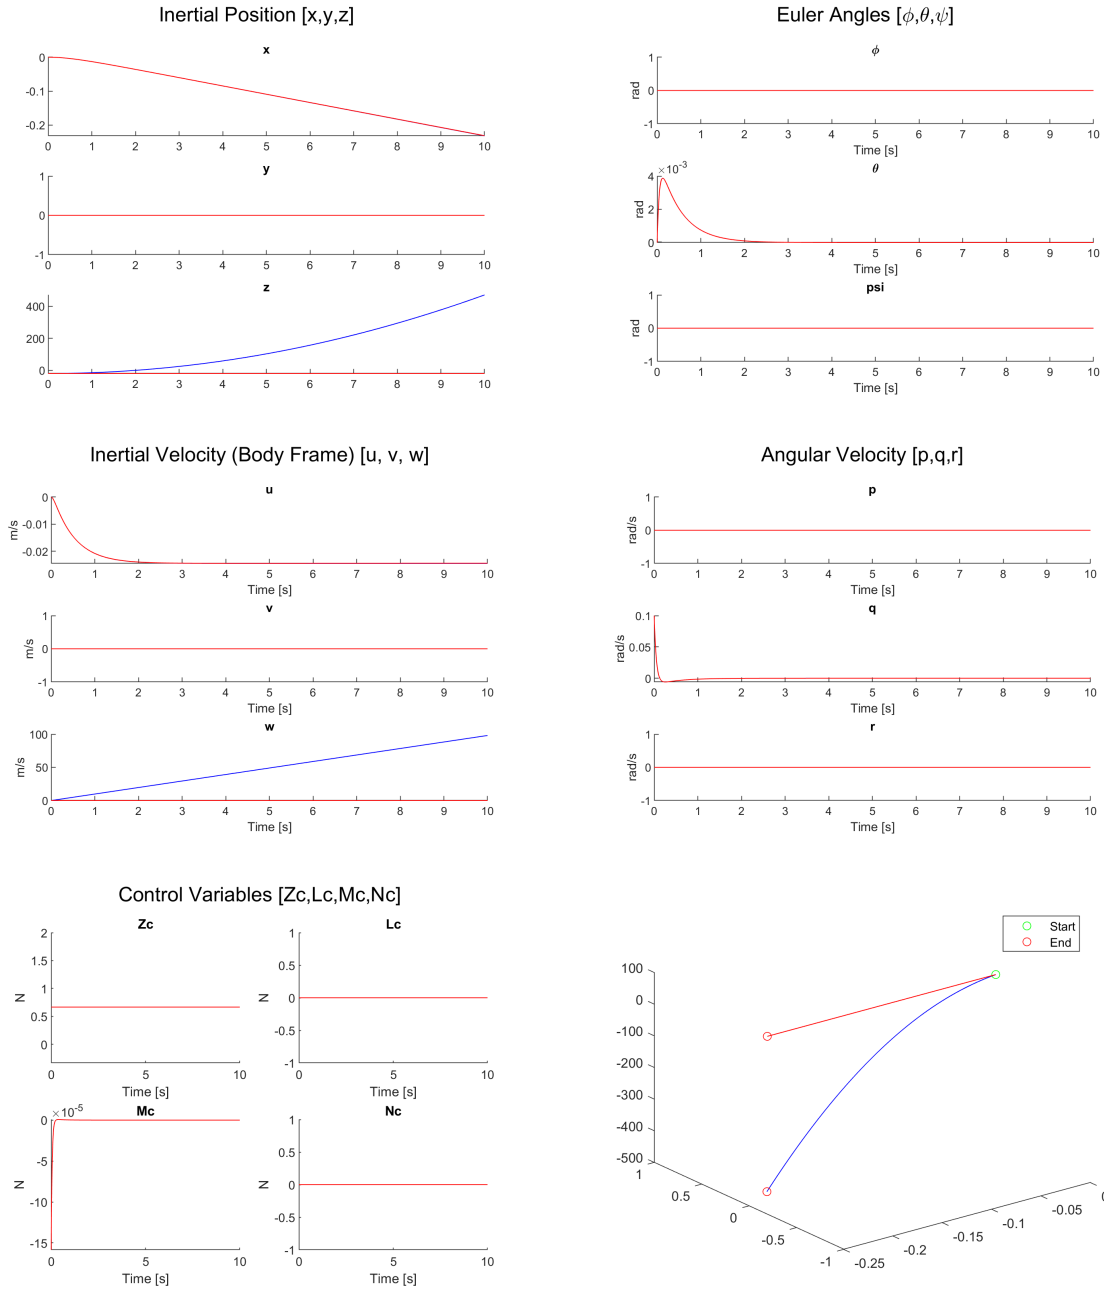 Inertial Position [x,y,z]
x
0
-0.1
-0.2
0 1 2 3 4 5 6 7 8 9 10
y
1
0
-1
0 1 2 3 4 5 6 7 8 9 10
z
400
200
0
0 1 2 3 4 5 6 7 8 9 10
Euler Angles [ϕ,θ,ψ]
ϕ
rad
1
0
-1
0 1 2 3 4 5 6 7 8 9 10
Time [s]
θ
×10⁻³
rad
4
2
0
0 1 2 3 4 5 6 7 8 9 10
Time [s]
psi
rad
1
0
-1
0 1 2 3 4 5 6 7 8 9 10
Time [s]
Inertial Velocity (Body Frame) [u, v, w]
u
m/s
0
-0.01
-0.02
0 1 2 3 4 5 6 7 8 9 10
Time [s]
v
m/s
1
0
-1
0 1 2 3 4 5 6 7 8 9 10
Time [s]
w
m/s
100
50
0
0 1 2 3 4 5 6 7 8 9 10
Time [s]
Angular Velocity [p,q,r]
p
rad/s
1
0
-1
0 1 2 3 4 5 6 7 8 9 10
Time [s]
q
rad/s
0.1
0.05
0
0 1 2 3 4 5 6 7 8 9 10
Time [s]
r
rad/s
1
0
-1
0 1 2 3 4 5 6 7 8 9 10
Time [s]
Control Variables [Zc,Lc,Mc,Nc]
Zc
N
2
1.5
1
0.5
0
0 5 10
Time [s]
Lc
N
1
0.5
0
-0.5
-1
0 5 10
Time [s]
Mc
×10⁻⁵
N
0
-5
-10
-15
0 5 10
Time [s]
Nc
N
1
0.5
0
-0.5
-1
0 5 10
Time [s]
Start
End
100
0
-100
-200
-300
-400
-500
1
0.5
0
-0.5
-1
-0.25
-0.2
-0.15
-0.1
-0.05